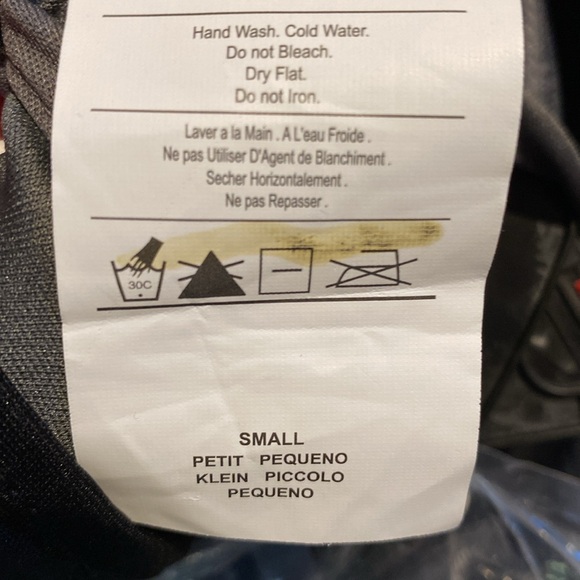 Hand Wash. Cold Water.
Do not Bleach.
Dry Flat.
Do not Iron.
Laver a la Main . A L'eau Froide .
Ne pas Utiliser D'Agent de Blanchiment .
Secher Horizontalement .
Ne pas Repasser .
30C
SMALL
PETIT PEQUENO
KLEIN PICCOLO
PEQUENO